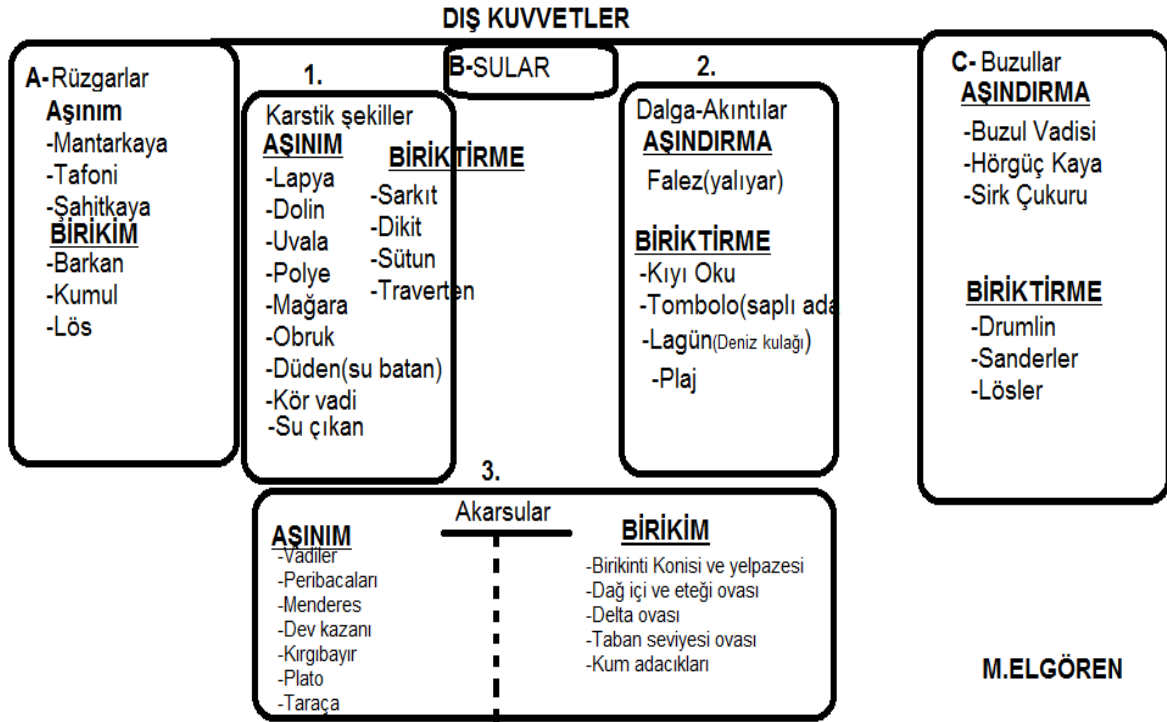 DIŞ KUVVETLER
A-Rüzgarlar
Aşınım
-Mantarkaya
-Tafoni
-Şahitkaya
BİRİKİM
-Barkan
-Kumul
-Lös
B-SULAR
1.
Karstik şekiller
AŞINIM
-Lapya
-Dolin
-Uvala
-Polye
-Mağara
-Obruk
-Düden(su batan)
-Kör vadi
-Su çıkan
BİRİKTİRME
-Sarkıt
-Dikit
-Sütun
-Traverten
2.
Dalga-Akıntılar
AŞINDIRMA
Falez(yalıyar)
BİRİKTİRME
-Kıyı Oku
-Tombolo(saplı ada
-Lagün(Deniz kulağı)
-Plaj
C- Buzullar
AŞINDIRMA
-Buzul Vadisi
-Hörgüç Kaya
-Sirk Çukuru
BİRİKTİRME
-Drumlin
-Sanderler
-Lösler
3.
Akarsular
AŞINIM
-Vadiler
-Peribacaları
-Menderes
-Dev kazanı
-Kırgıbayır
-Plato
-Taraça
BİRİKİM
-Birikinti Konisi ve yelpazesi
-Dağ içi ve eteği ovası
-Delta ovası
-Taban seviyesi ovası
-Kum adacıkları
M.ELGÖREN